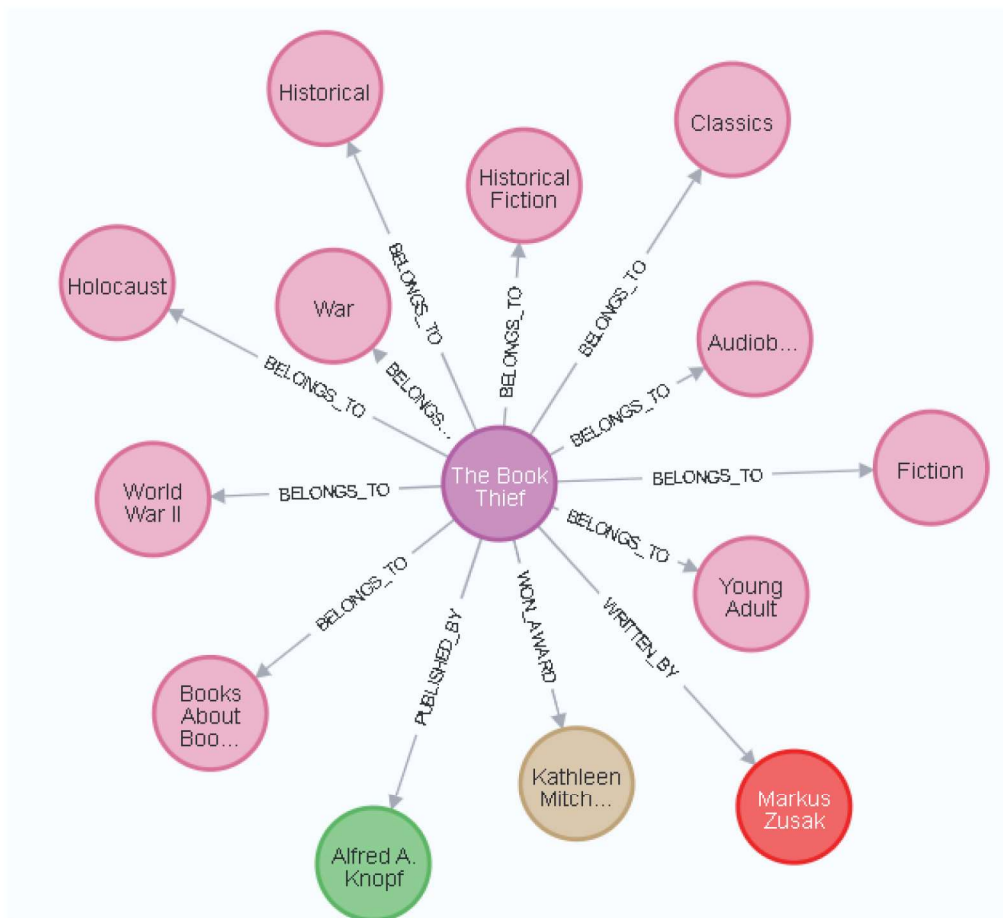 Historical
Classics
Historical
Fiction
Holocaust
War
Audiob...
BELONGS_TO
BELONGS_TO
BELONGS_TO
BELONGS_TO
BELONGS...
BELONGS_TO
The Book
Thief
Fiction
BELONGS_TO
World
War II
BELONGS_TO
BELONGS_TO
Young
Adult
BELONGS_TO
PUBLISHED_BY
WON_AWARD
WRITTEN_BY
Books
About
Boo...
Kathleen
Mitch...
Markus
Zusak
Alfred A.
Knopf